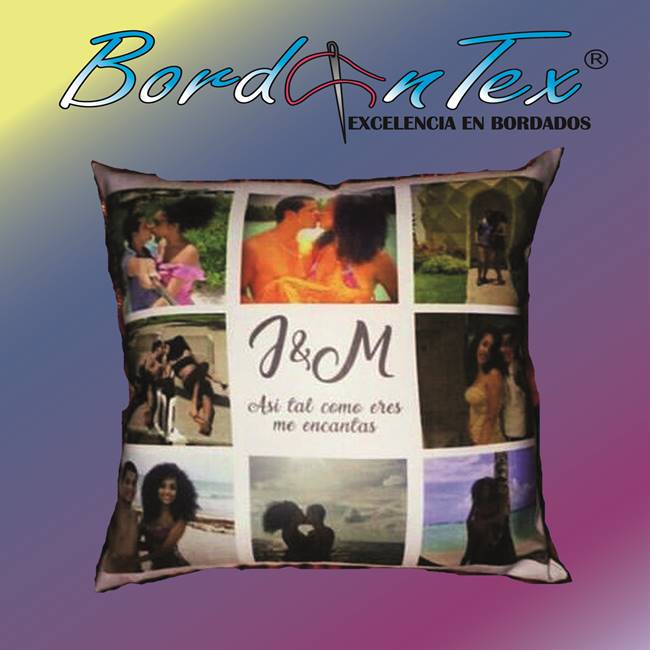 BordanTex®
EXCELENCIA EN BORDADOS
J&M
Asi tal como eres
me encantas